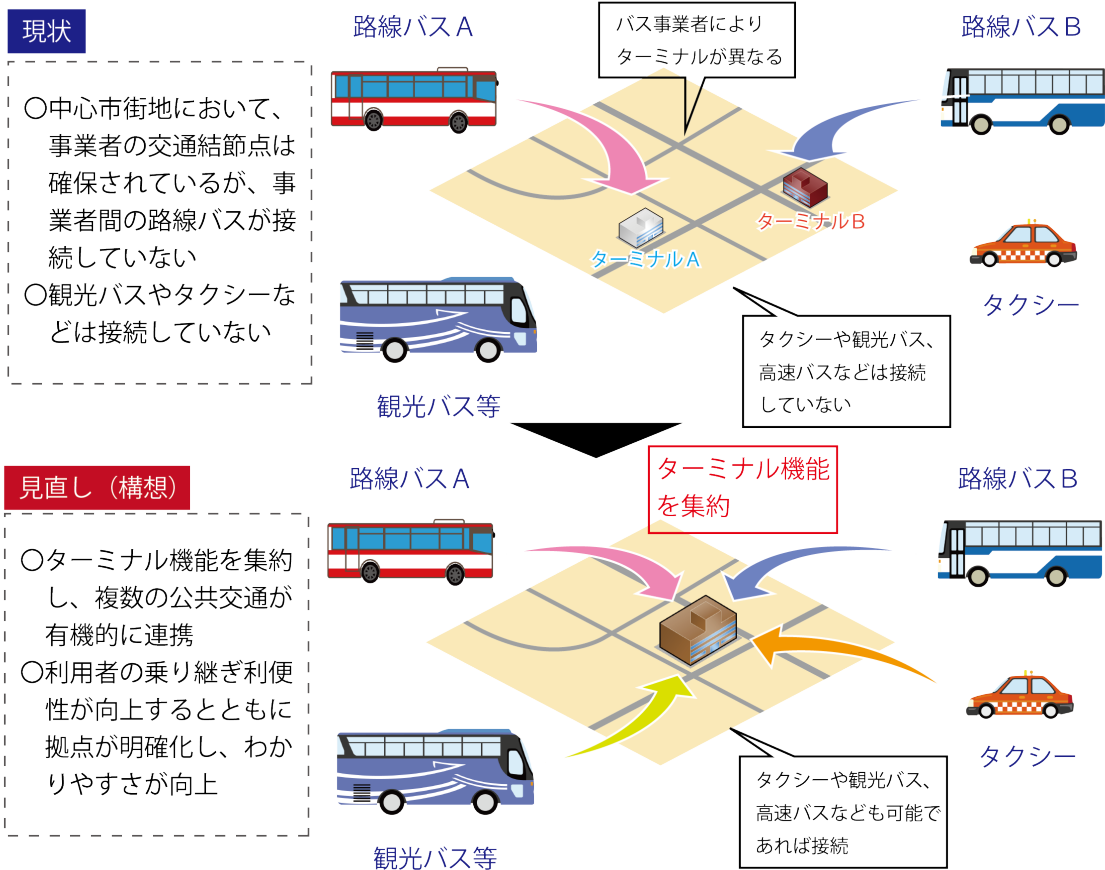 現状
〇中心市街地において、
事業者の交通結節点は
確保されているが、事
業者間の路線バスが接
続していない
〇観光バスやタクシーな
どは接続していない
路線バスA
バス事業者により
ターミナルが異なる
路線バスB
ターミナルA
ターミナルB
タクシー
観光バス等
タクシーや観光バス、
高速バスなどは接続
していない
見直し（構想）
〇ターミナル機能を集約
し、複数の公共交通が
有機的に連携
〇利用者の乗り継ぎ利便
性が向上するとともに
拠点が明確化し、わか
りやすさが向上
路線バスA
ターミナル機能
を集約
路線バスB
タクシー
観光バス等
タクシーや観光バス、
高速バスなども可能で
あれば接続